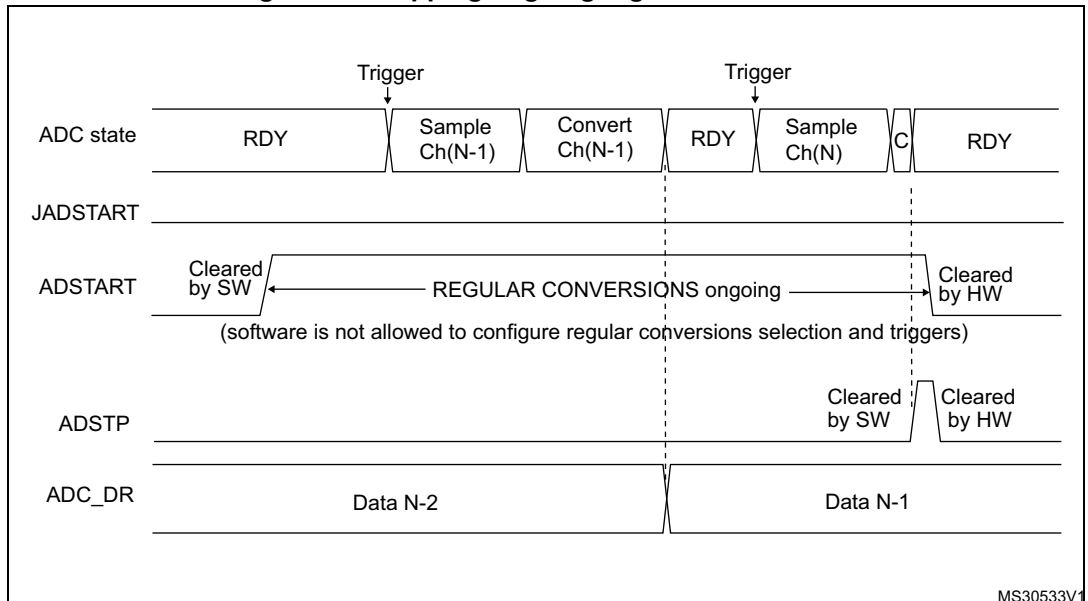 Trigger
Trigger
ADC state
RDY
Sample
Ch(N-1)
Convert
Ch(N-1)
RDY
Sample
Ch(N)
C
RDY
JADSTART
ADSTART
Cleared
by SW
REGULAR CONVERSIONS ongoing
Cleared
by HW
(software is not allowed to configure regular conversions selection and triggers)
ADSTP
Cleared
by SW
Cleared
by HW
ADC_DR
Data N-2
Data N-1
MS30533V1